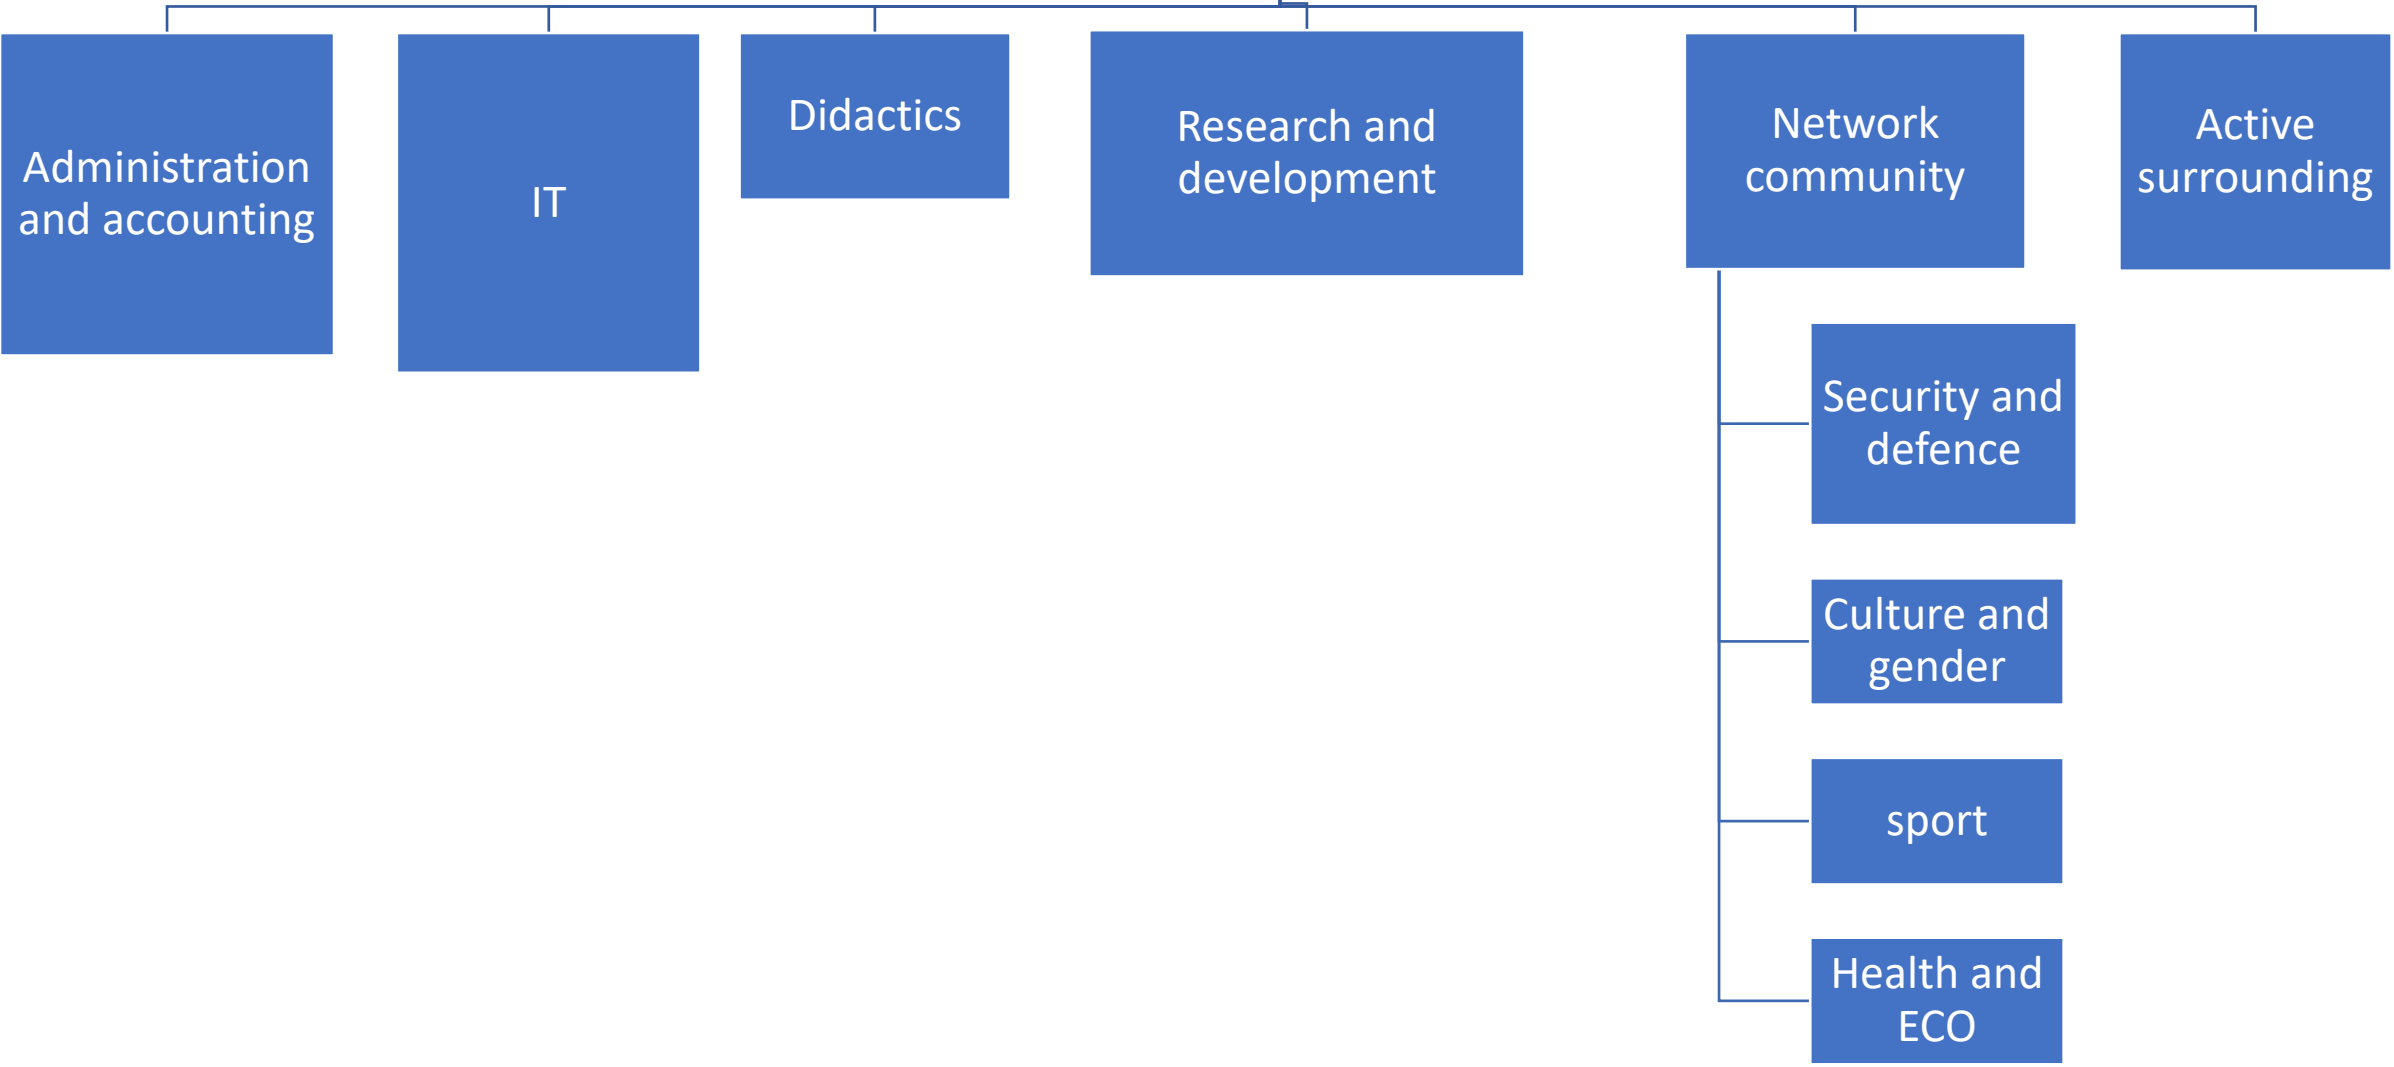 Administration
and accounting
IT
Didactics
Research and
development
Network
community
Active
surrounding
Security and
defence
Culture and
gender
sport
Health and
ECO